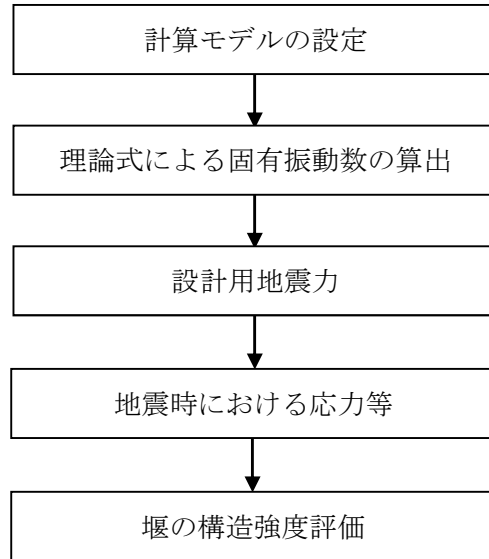 計算モデルの設定
理論式による固有振動数の算出
設計用地震力
地震時における応力等
堰の構造強度評価